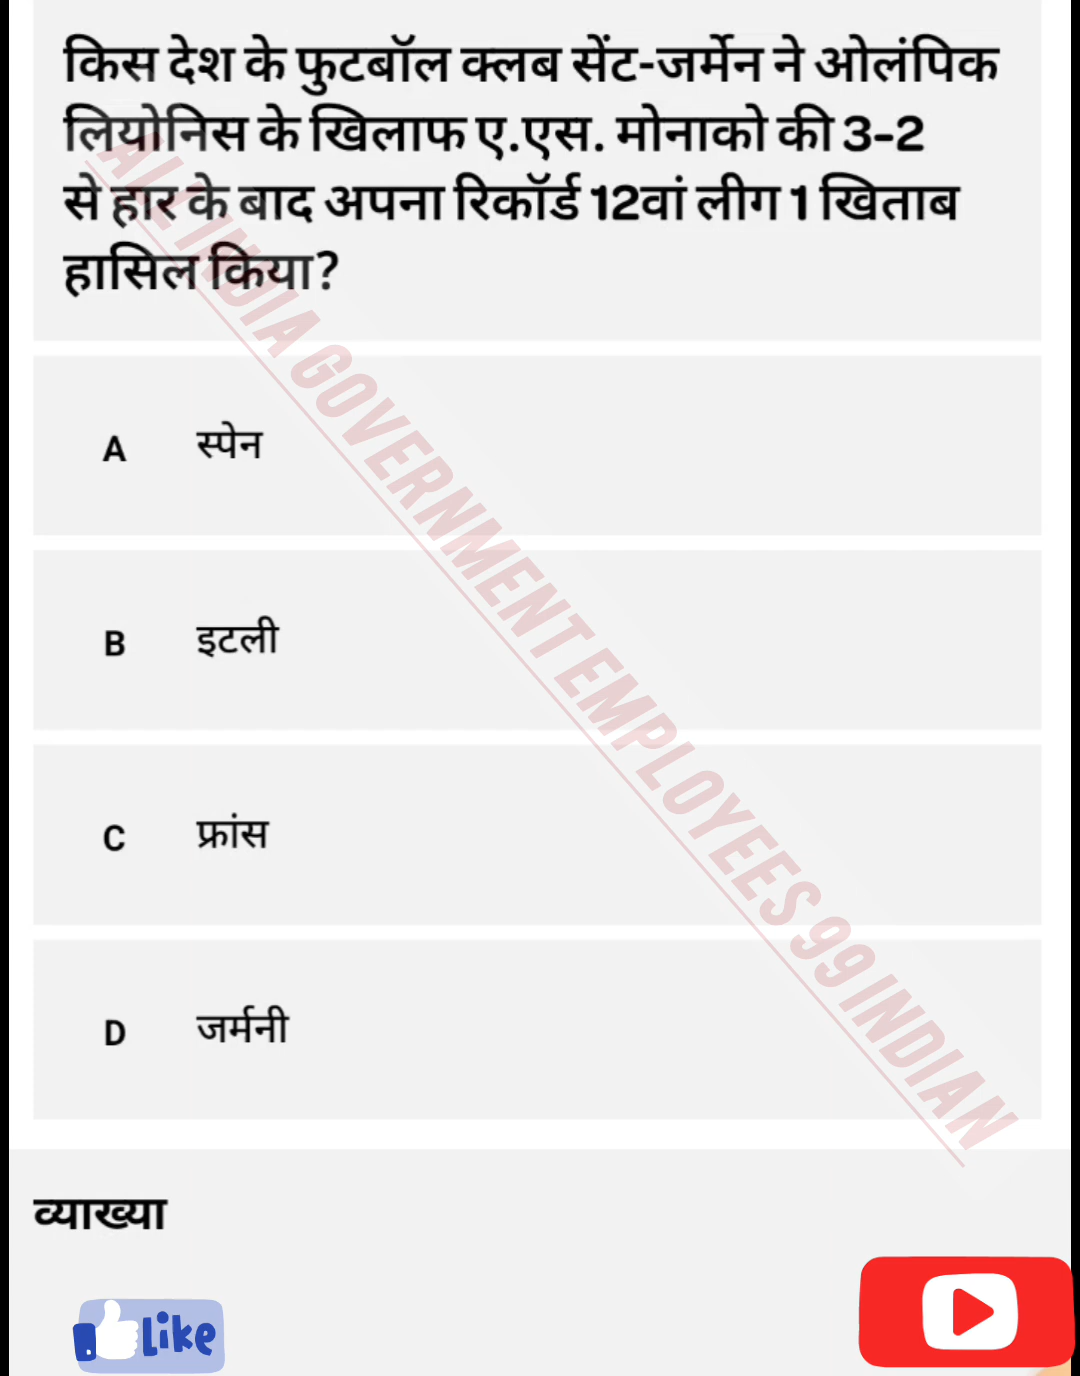 किस देश के फुटबॉल क्लब सेंट-जर्मेन ने ओलंपिक
लियोनिस के खिलाफ ए.एस. मोनाको की 3-2
से हार के बाद अपना रिकॉर्ड 12वां लीग 1 खिताब
हासिल किया?
A स्पेन
B इटली
C फ्रांस
D जर्मनी
ALL INDIA GOVERNMENT EMPLOYEES 99 INDIAN
व्याख्या
Like